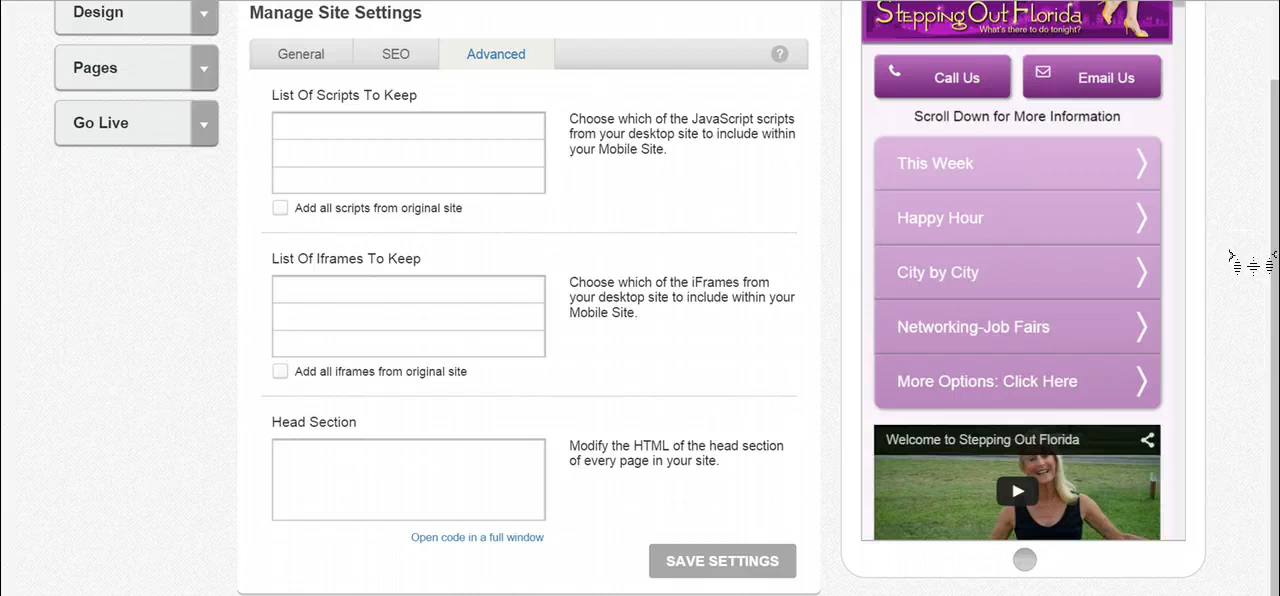 Design
Pages
Go Live
Manage Site Settings
General
SEO
Advanced
?
List Of Scripts To Keep
Choose which of the JavaScript scripts
from your desktop site to include within
your Mobile Site.
Add all scripts from original site
List Of Iframes To Keep
Choose which of the iFrames from
your desktop site to include within your
Mobile Site.
Add all iframes from original site
Head Section
Modify the HTML of the head section
of every page in your site.
Open code in a full window
SAVE SETTINGS
Stepping Out Florida
What's there to do tonight?
Call Us
Email Us
Scroll Down for More Information
This Week
Happy Hour
City by City
Networking-Job Fairs
More Options: Click Here
Welcome to Stepping Out Florida